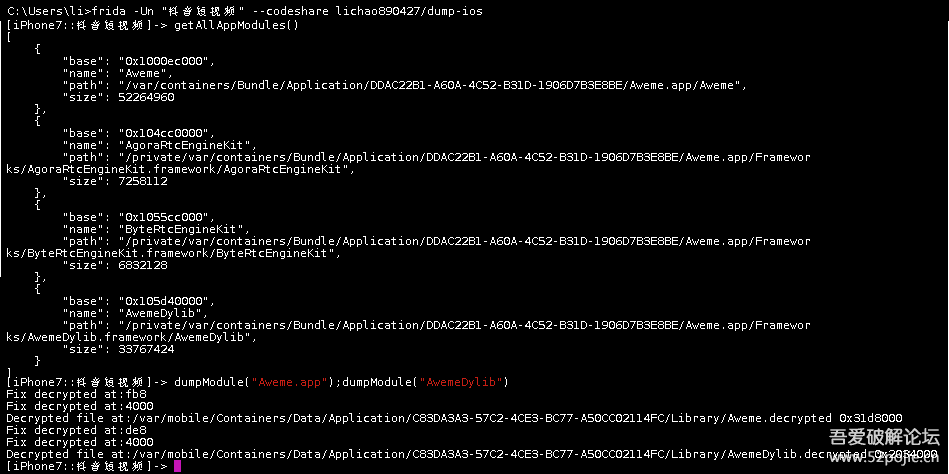 C:\Users\li>frida -Un "抖音短视频" --codeshare lichao890427/dump-ios
[iPhone7::抖音短视频]-> getAllAppModules()
[
    {
        "base": "0x1000ec000",
        "name": "Aweme",
        "path": "/var/containers/Bundle/Application/DDAC22B1-A60A-4C52-B31D-1906D7B3E8BE/Aweme.app/Aweme",
        "size": 52264960
    },
    {
        "base": "0x104cc0000",
        "name": "AgoraRtcEngineKit",
        "path": "/private/var/containers/Bundle/Application/DDAC22B1-A60A-4C52-B31D-1906D7B3E8BE/Aweme.app/Framewor
ks/AgoraRtcEngineKit.framework/AgoraRtcEngineKit",
        "size": 7258112
    },
    {
        "base": "0x1055cc000",
        "name": "ByteRtcEngineKit",
        "path": "/private/var/containers/Bundle/Application/DDAC22B1-A60A-4C52-B31D-1906D7B3E8BE/Aweme.app/Framewor
ks/ByteRtcEngineKit.framework/ByteRtcEngineKit",
        "size": 6832128
    },
    {
        "base": "0x105d40000",
        "name": "AwemeDylib",
        "path": "/private/var/containers/Bundle/Application/DDAC22B1-A60A-4C52-B31D-1906D7B3E8BE/Aweme.app/Framewor
ks/AwemeDylib.framework/AwemeDylib",
        "size": 33767424
    }
]
[iPhone7::抖音短视频]-> dumpModule("Aweme.app");dumpModule("AwemeDylib")
Fix decrypted at:fb8
Fix decrypted at:4000
Decrypted file at:/var/mobile/Containers/Data/Application/C83DA3A3-57C2-4CE3-BC77-A50CC02114FC/Library/Aweme.decrypted 0x31d8000
Fix decrypted at:de8
Fix decrypted at:4000
Decrypted file at:/var/mobile/Containers/Data/Application/C83DA3A3-57C2-4CE3-BC77-A50CC02114FC/Library/AwemeDylib.decrypted 0x2034000
[iPhone7::抖音短视频]->
吾爱破解论坛
www.52pojie.cn